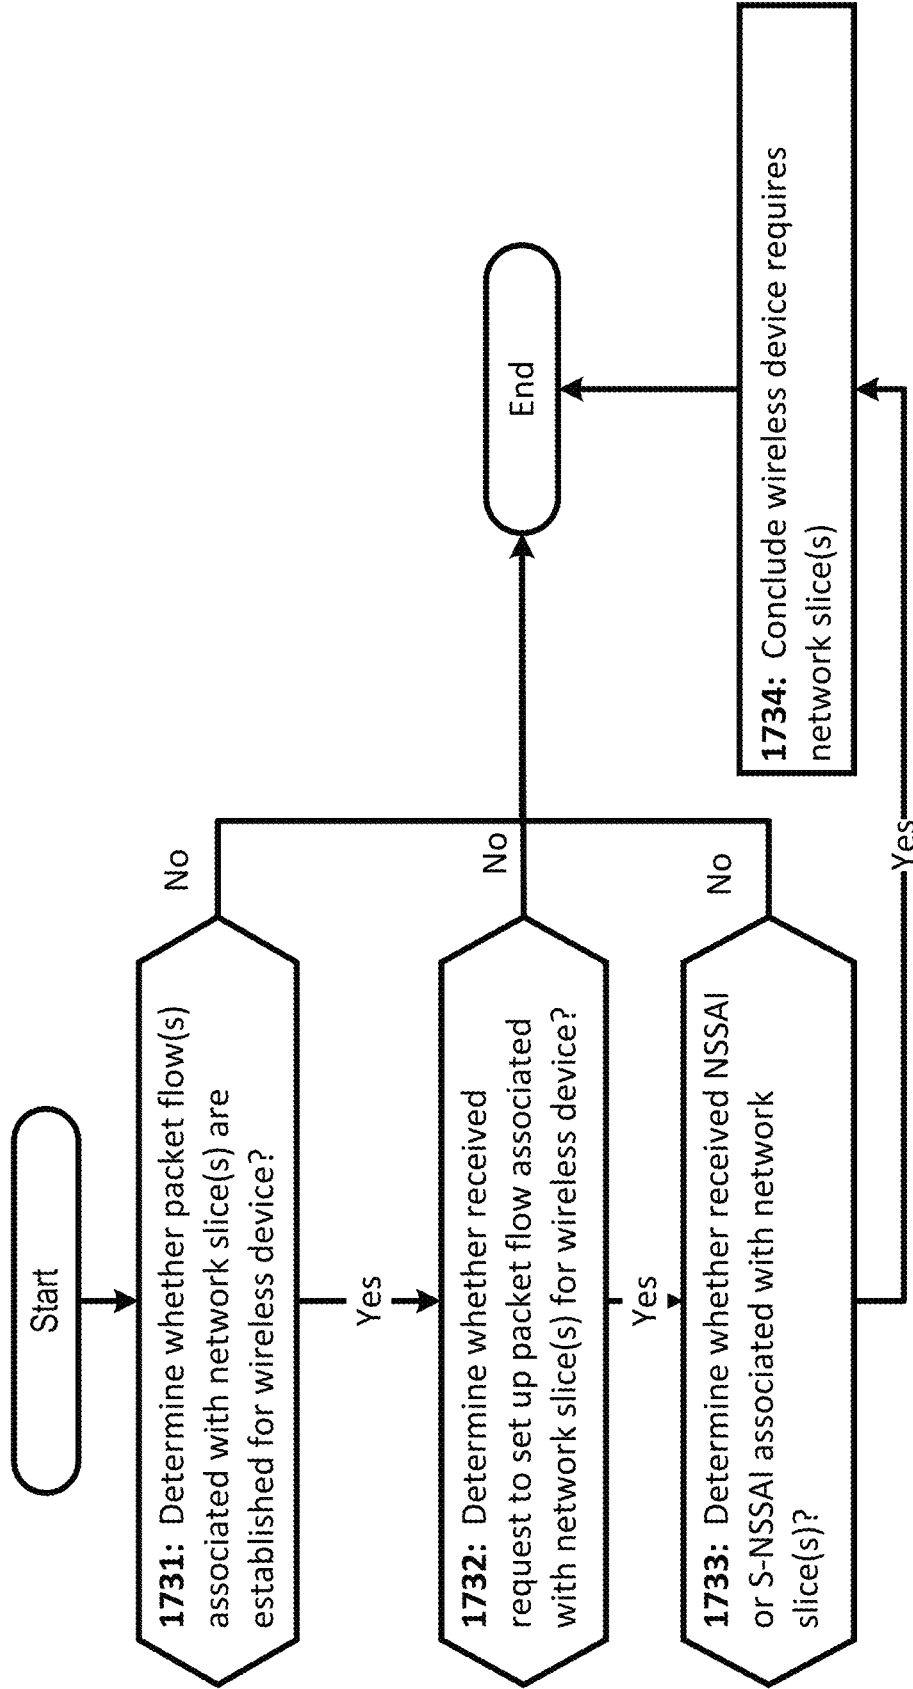 Start
1731: Determine whether packet flow(s)
associated with network slice(s) are
established for wireless device?
No
Yes
1732: Determine whether received
request to set up packet flow associated
with network slice(s) for wireless device?
No
Yes
1733: Determine whether received NSSAI
or S-NSSAI associated with network
slice(s)?
No
Yes
1734: Conclude wireless device requires
network slice(s)
End